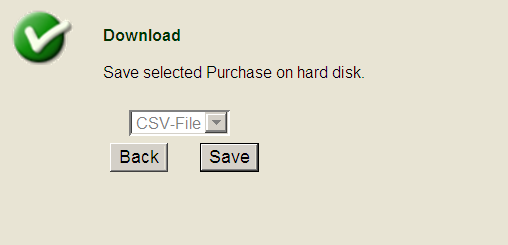 Download
Save selected Purchase on hard disk.
CSV-File
Back Save